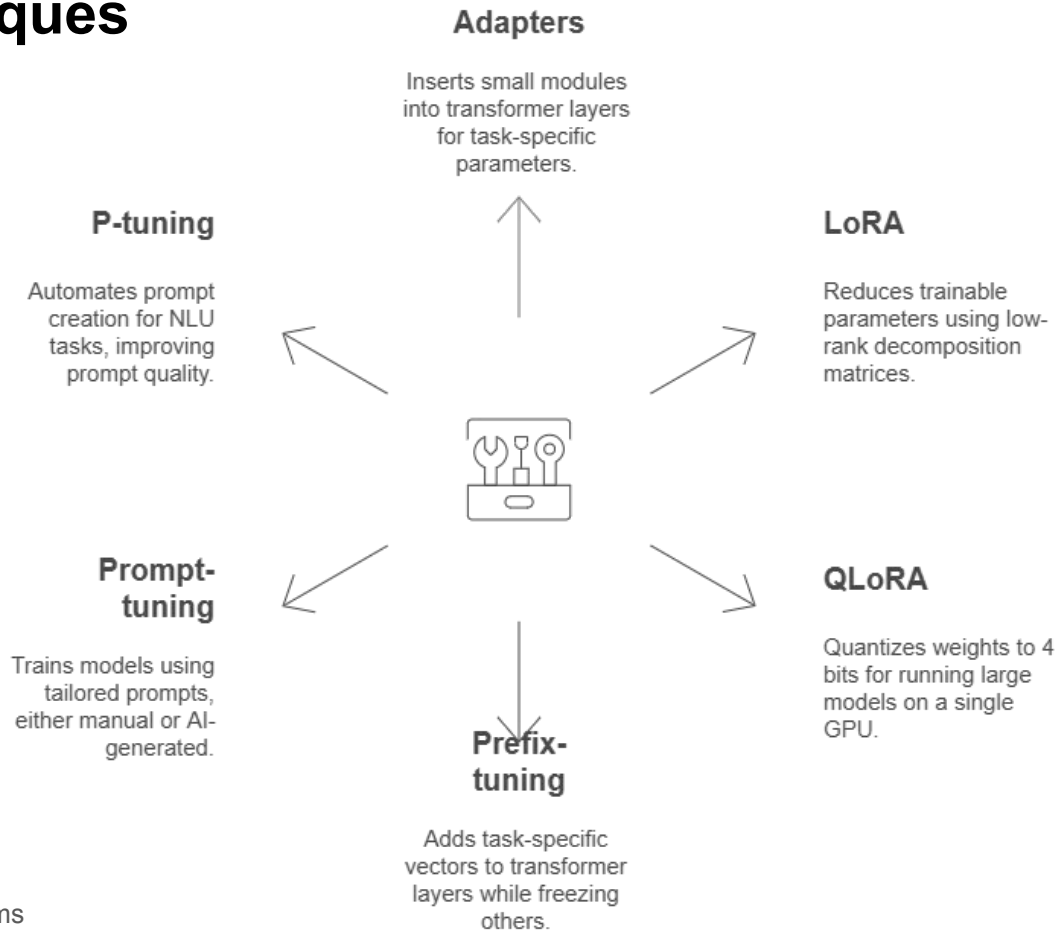 ques
Adapters
Inserts small modules
into transformer layers
for task-specific
parameters.
P-tuning
Automates prompt
creation for NLU
tasks, improving
prompt quality.
LoRA
Reduces trainable
parameters using low-
rank decomposition
matrices.
Prompt-
tuning
Trains models using
tailored prompts,
either manual or AI-
generated.
QLoRA
Quantizes weights to 4
bits for running large
models on a single
GPU.
Prefix-
tuning
Adds task-specific
vectors to transformer
layers while freezing
others.
ms